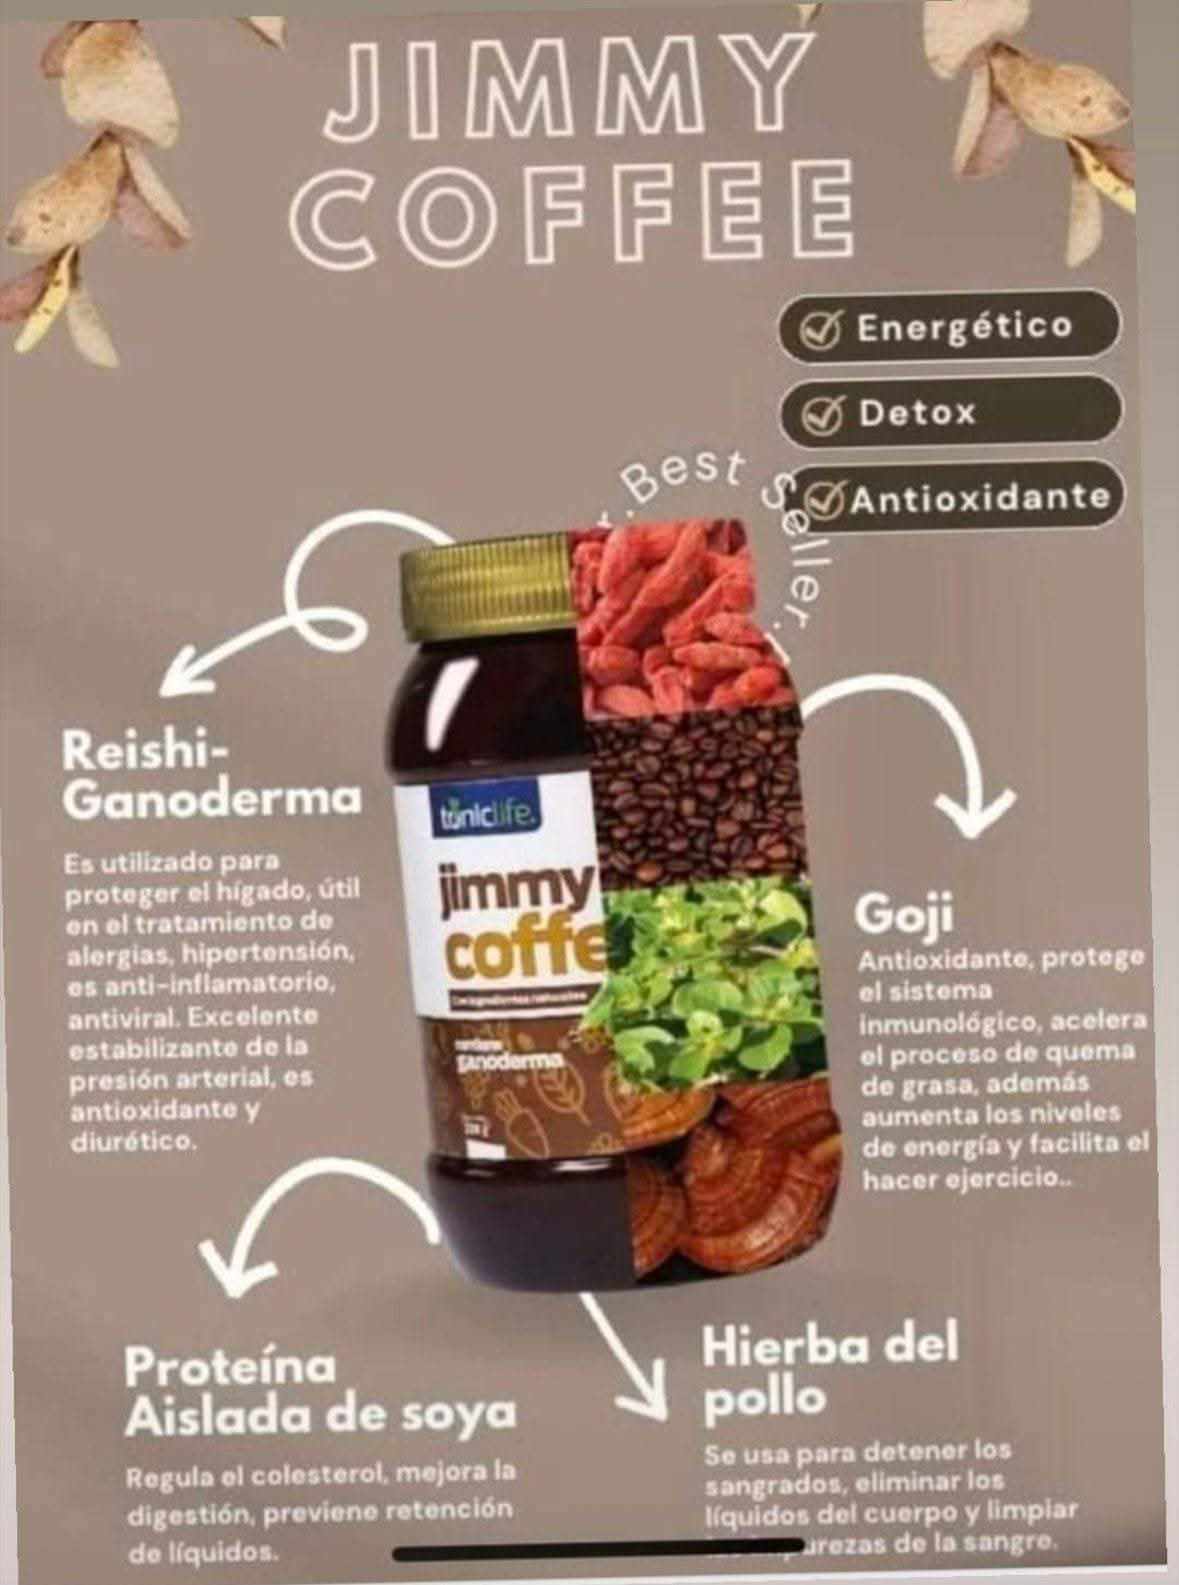 JIMMY
COFFEE
Energético
Detox
Antioxidante
.Best Seller.
toniclife.
jimmy
coffe
ganoderma
Reishi-
Ganoderma
Es utilizado para
proteger el hígado, útil
en el tratamiento de
alergias, hipertensión,
es anti-inflamatorio,
antiviral. Excelente
estabilizante de la
presión arterial, es
antioxidante y
diurético.
Goji
Antioxidante, protege
el sistema
inmunológico, acelera
el proceso de quema
de grasa, además
aumenta los niveles
de energía y facilita el
hacer ejercicio..
Proteína
Aislada de soya
Regula el colesterol, mejora la
digestión, previene retención
de líquidos.
Hierba del
pollo
Se usa para detener los
sangrados, eliminar los
líquidos del cuerpo y limpiar
de la sangre.